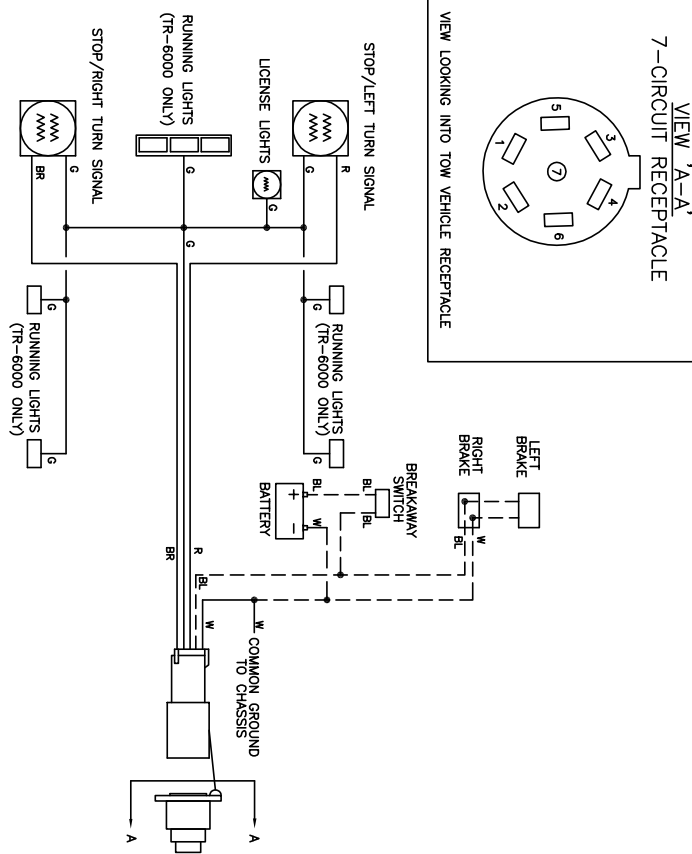 VIEW 'A-A'
7-CIRCUIT RECEPTACLE
1
2
3
4
5
6
7
VIEW LOOKING INTO TOW VEHICLE RECEPTACLE
STOP/LEFT TURN SIGNAL
R
G
LICENSE LIGHTS
G
RUNNING LIGHTS
(TR-6000 ONLY)
G
G
STOP/RIGHT TURN SIGNAL
G
BR
G
RUNNING LIGHTS
(TR-6000 ONLY)
G
G
RUNNING LIGHTS
(TR-6000 ONLY)
G
LEFT
BRAKE
RIGHT
BRAKE
W
BL
BREAKAWAY
SWITCH
BL
BL
BATTERY
+
-
W
BR
R
BL
W
W
COMMON GROUND
TO CHASSIS
A
A